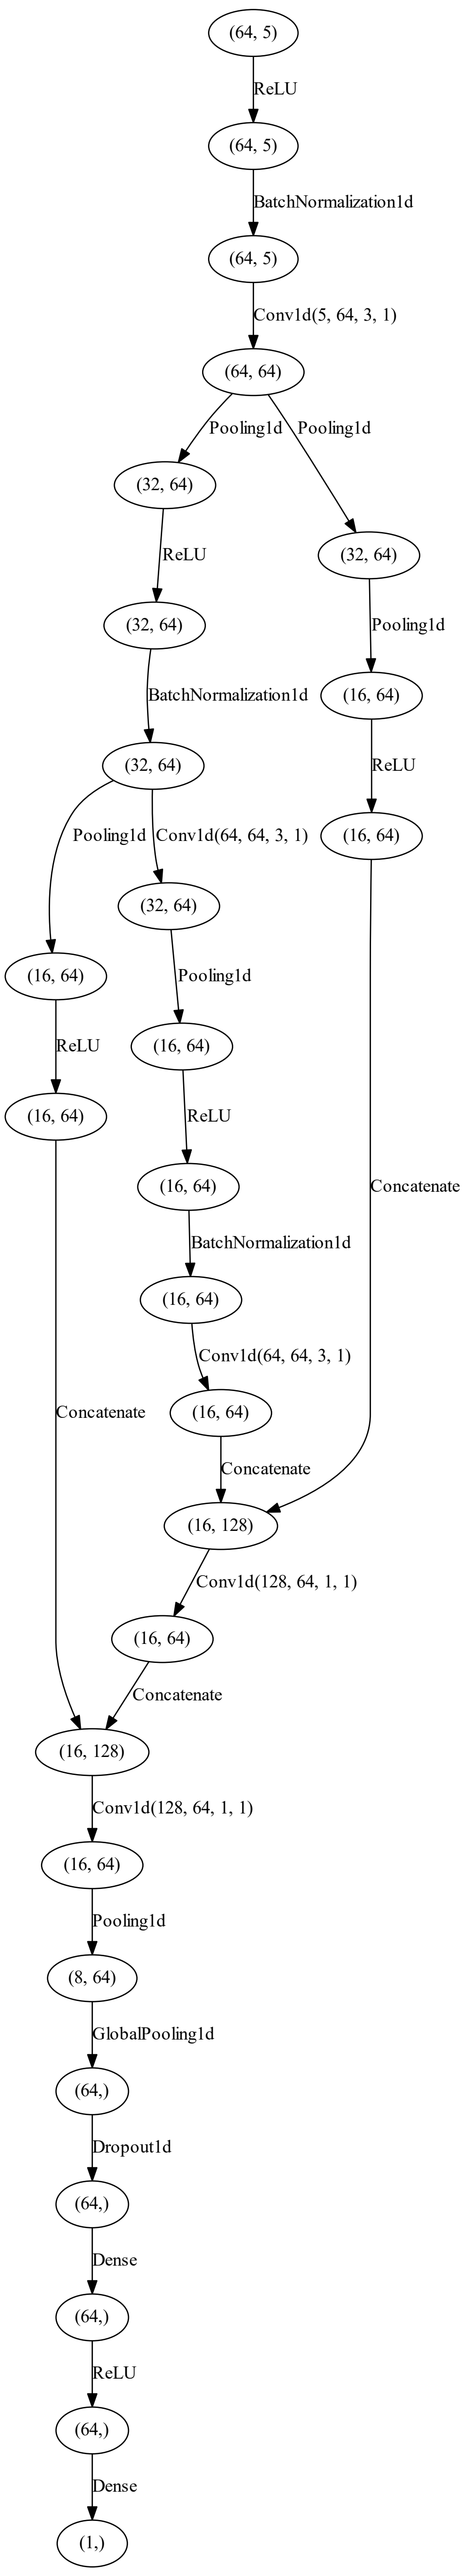 (64, 5)
ReLU
(64, 5)
BatchNormalization1d
(64, 5)
Conv1d(5, 64, 3, 1)
(64, 64)
Pooling1d
Pooling1d
(32, 64)
(32, 64)
ReLU
(32, 64)
Pooling1d
BatchNormalization1d
(16, 64)
(32, 64)
ReLU
Pooling1d
Conv1d(64, 64, 3, 1)
(16, 64)
(32, 64)
(16, 64)
Pooling1d
ReLU
(16, 64)
(16, 64)
ReLU
(16, 64)
Concatenate
BatchNormalization1d
(16, 64)
Conv1d(64, 64, 3, 1)
Concatenate
(16, 64)
Concatenate
(16, 128)
Conv1d(128, 64, 1, 1)
(16, 64)
Concatenate
(16, 128)
Conv1d(128, 64, 1, 1)
(16, 64)
Pooling1d
(8, 64)
GlobalPooling1d
(64,)
Dropout1d
(64,)
Dense
(64,)
ReLU
(64,)
Dense
(1,)